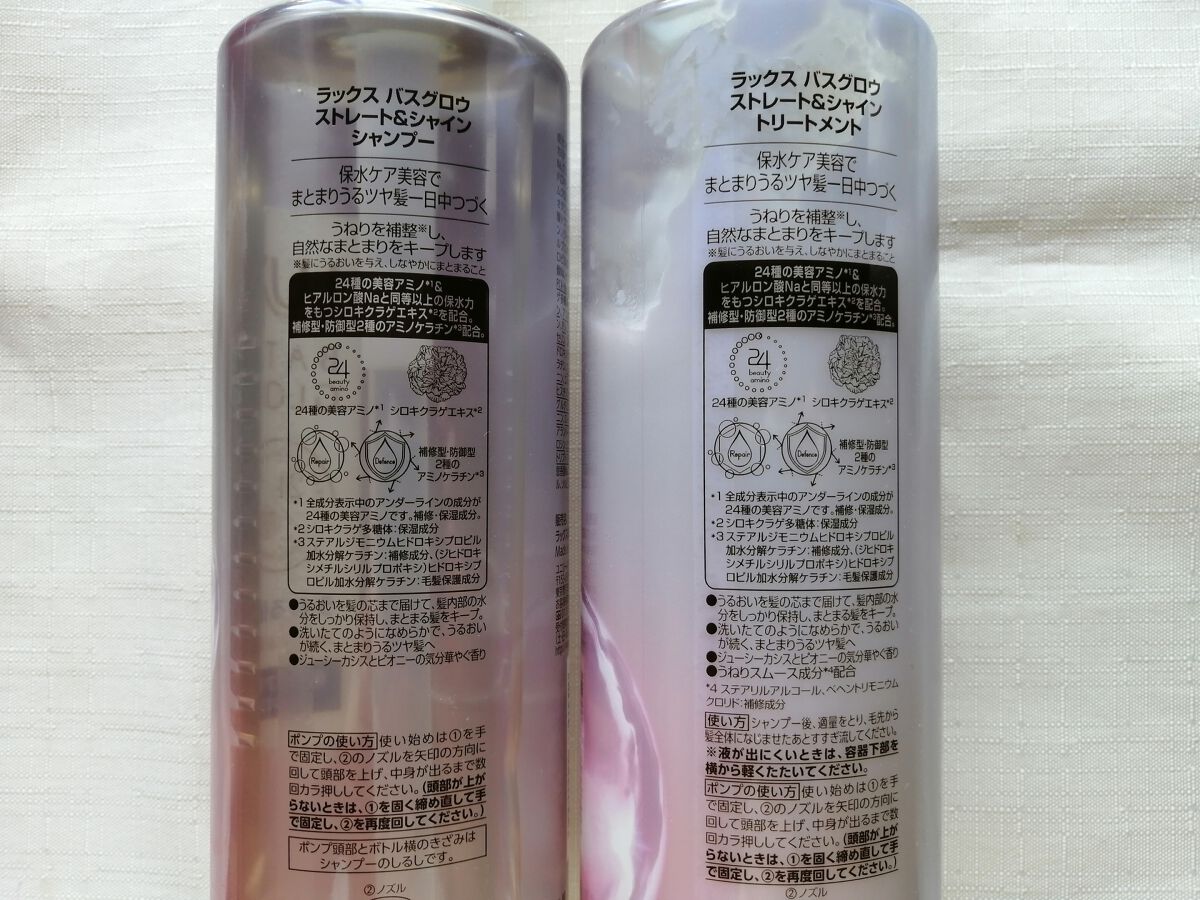 ラックス バスグロウ
ストレート&シャイン
シャンプー
保水ケア美容で
まとまりうるツヤ髪一日中つづく
うねりを補整※し、
自然なまとまりをキープします
※髪にうるおいを与え、しなやかにまとまること
24種の美容アミノ*1&
ヒアルロン酸Naと同等以上の保水力
をもつシロキクラゲエキス*2を配合。
補修型・防御型2種のアミノケラチン*3配合。
24
beauty
amino
24種の美容アミノ*1 シロキクラゲエキス*2
Repair
Defence
補修型・防御型
2種の
アミノケラチン*3
*1 全成分表示中のアンダーラインの成分が
24種の美容アミノです。補修・保湿成分。
*2 シロキクラゲ多糖体:保湿成分
*3 ステアルジモニウムヒドロキシプロピル
加水分解ケラチン:補修成分、(ジヒドロキ
シメチルシリルプロポキシ)ヒドロキシプ
ロピル加水分解ケラチン:毛髪保護成分
●うるおいを髪の芯まで届けて、髪内部の水
分をしっかり保持し、まとまる髪をキープ。
●洗いたてのようになめらかで、うるおい
が続く、まとまりうるツヤ髪へ
●ジューシーカシスとピオニーの気分華やぐ香り
ポンプの使い方 使い始めは①を手
で固定し、②のノズルを矢印の方向に
回して頭部を上げ、中身が出るまで数
回カラ押ししてください。(頭部が上が
らないときは、①を固く締め直して手
で固定し、②を再度回してください。)
ポンプ頭部とボトル横のきざみは
シャンプーのしるしです。
②ノズル
ラックス バスグロウ
ストレート&シャイン
トリートメント
保水ケア美容で
まとまりうるツヤ髪一日中つづく
うねりを補整※し、
自然なまとまりをキープします
※髪にうるおいを与え、しなやかにまとまること
24種の美容アミノ*1&
ヒアルロン酸Naと同等以上の保水力
をもつシロキクラゲエキス*2を配合。
補修型・防御型2種のアミノケラチン*3配合。
24
beauty
amino
24種の美容アミノ*1 シロキクラゲエキス*2
Repair
Defence
補修型・防御型
2種の
アミノケラチン*3
*1 全成分表示中のアンダーラインの成分が
24種の美容アミノです。補修・保湿成分。
*2 シロキクラゲ多糖体:保湿成分
*3 ステアルジモニウムヒドロキシプロピル
加水分解ケラチン:補修成分、(ジヒドロキ
シメチルシリルプロポキシ)ヒドロキシプ
ロピル加水分解ケラチン:毛髪保護成分
●うるおいを髪の芯まで届けて、髪内部の水
分をしっかり保持し、まとまる髪をキープ。
●洗いたてのようになめらかで、うるおい
が続く、まとまりうるツヤ髪へ
●ジューシーカシスとピオニーの気分華やぐ香り
●うねりスムース成分*4配合
*4 ステアリルアルコール、ベヘントリモニウム
クロリド:補修成分
使い方 シャンプー後、適量をとり、毛先から
髪全体になじませたあとすすぎ流してください。
※液が出にくいときは、容器下部を
横から軽くたたいてください。
ポンプの使い方 使い始めは①を手
で固定し、②のノズルを矢印の方向に
回して頭部を上げ、中身が出るまで数
回カラ押ししてください。(頭部が上が
らないときは、①を固く締め直して手
で固定し、②を再度回してください。)
②ノズル